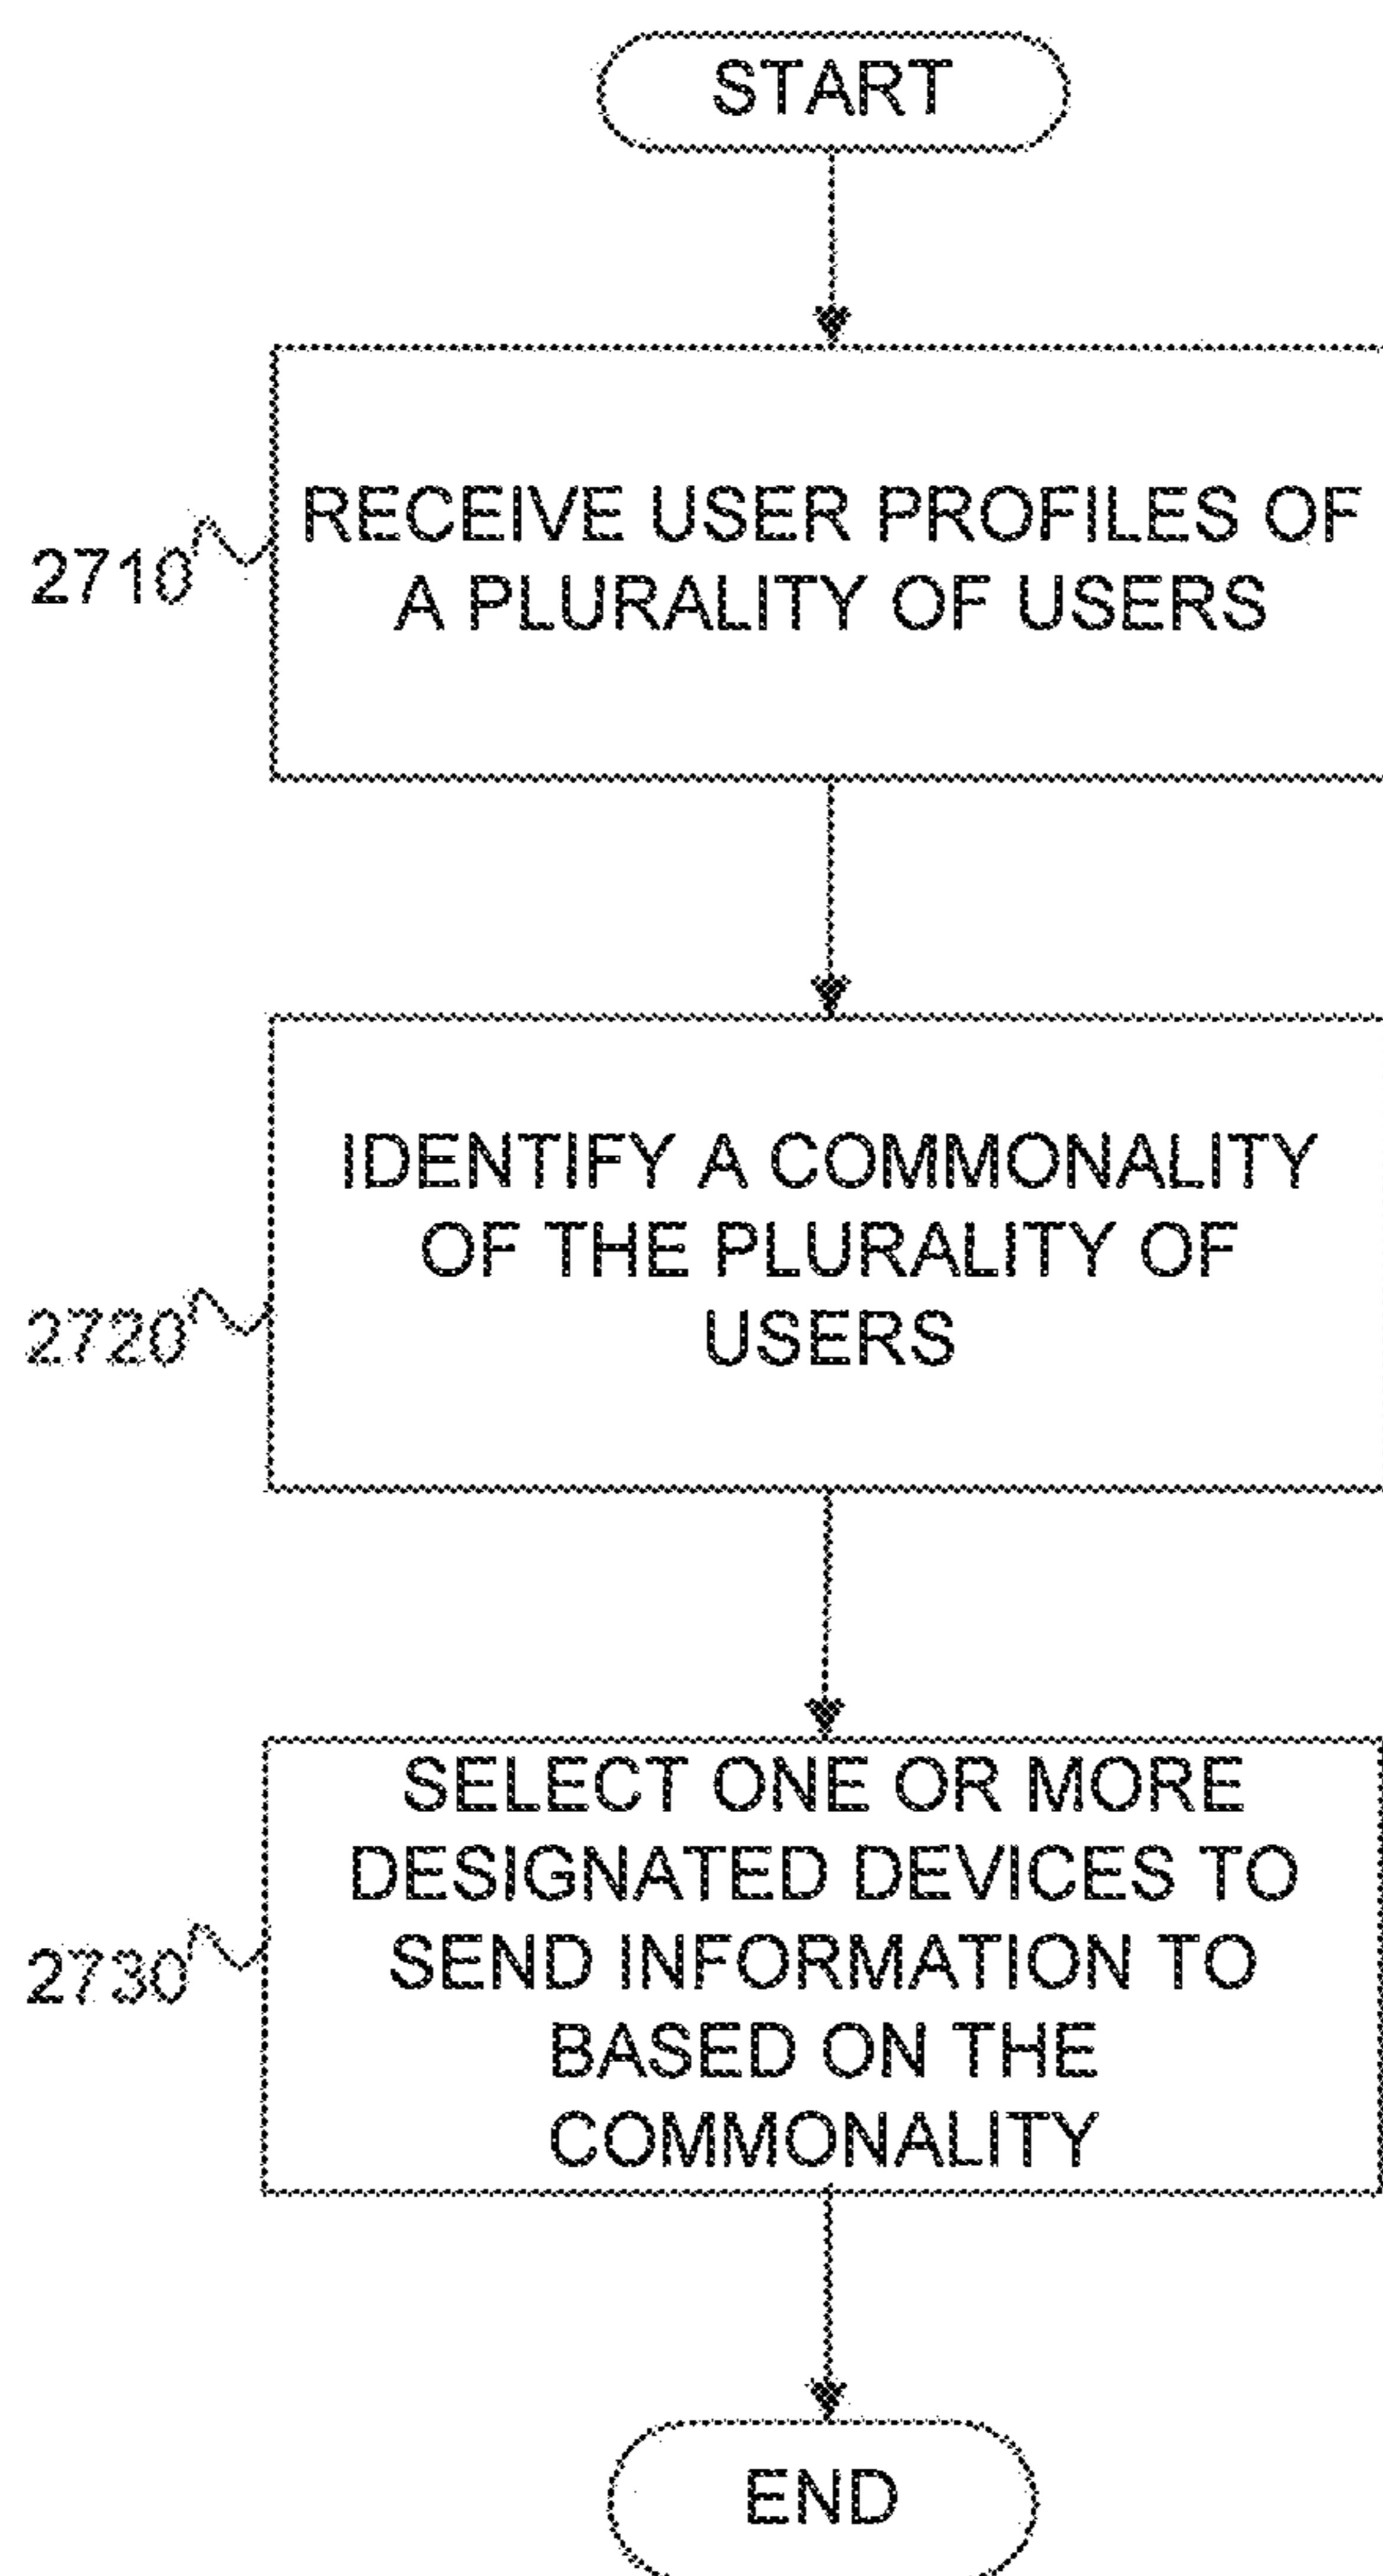 START
RECEIVE USER PROFILES OF
A PLURALITY OF USERS
2710
IDENTIFY A COMMONALITY
OF THE PLURALITY OF
USERS
2720
SELECT ONE OR MORE
DESIGNATED DEVICES TO
SEND INFORMATION TO
BASED ON THE
COMMONALITY
2730
END